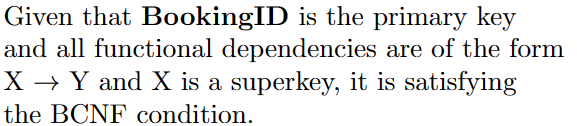 Given that BookingID is the primary key
and all functional dependencies are of the form
X → Y and X is a superkey, it is satisfying
the BCNF condition.